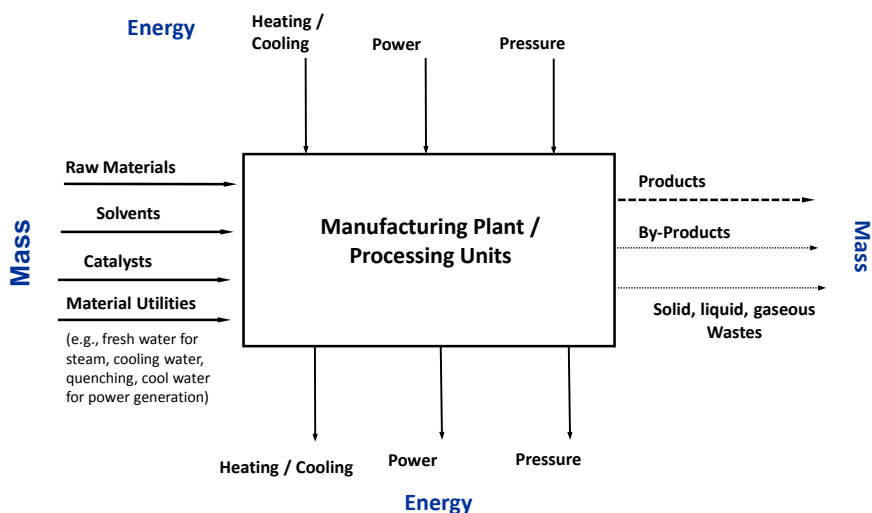 Energy
Heating /
Cooling
Power
Pressure
Mass
Raw Materials
Solvents
Catalysts
Material Utilities
(e.g., fresh water for
steam, cooling water,
quenching, cool water
for power generation)
Manufacturing Plant /
Processing Units
Products
By-Products
Solid, liquid, gaseous
Wastes
Mass
Heating / Cooling
Power
Pressure
Energy